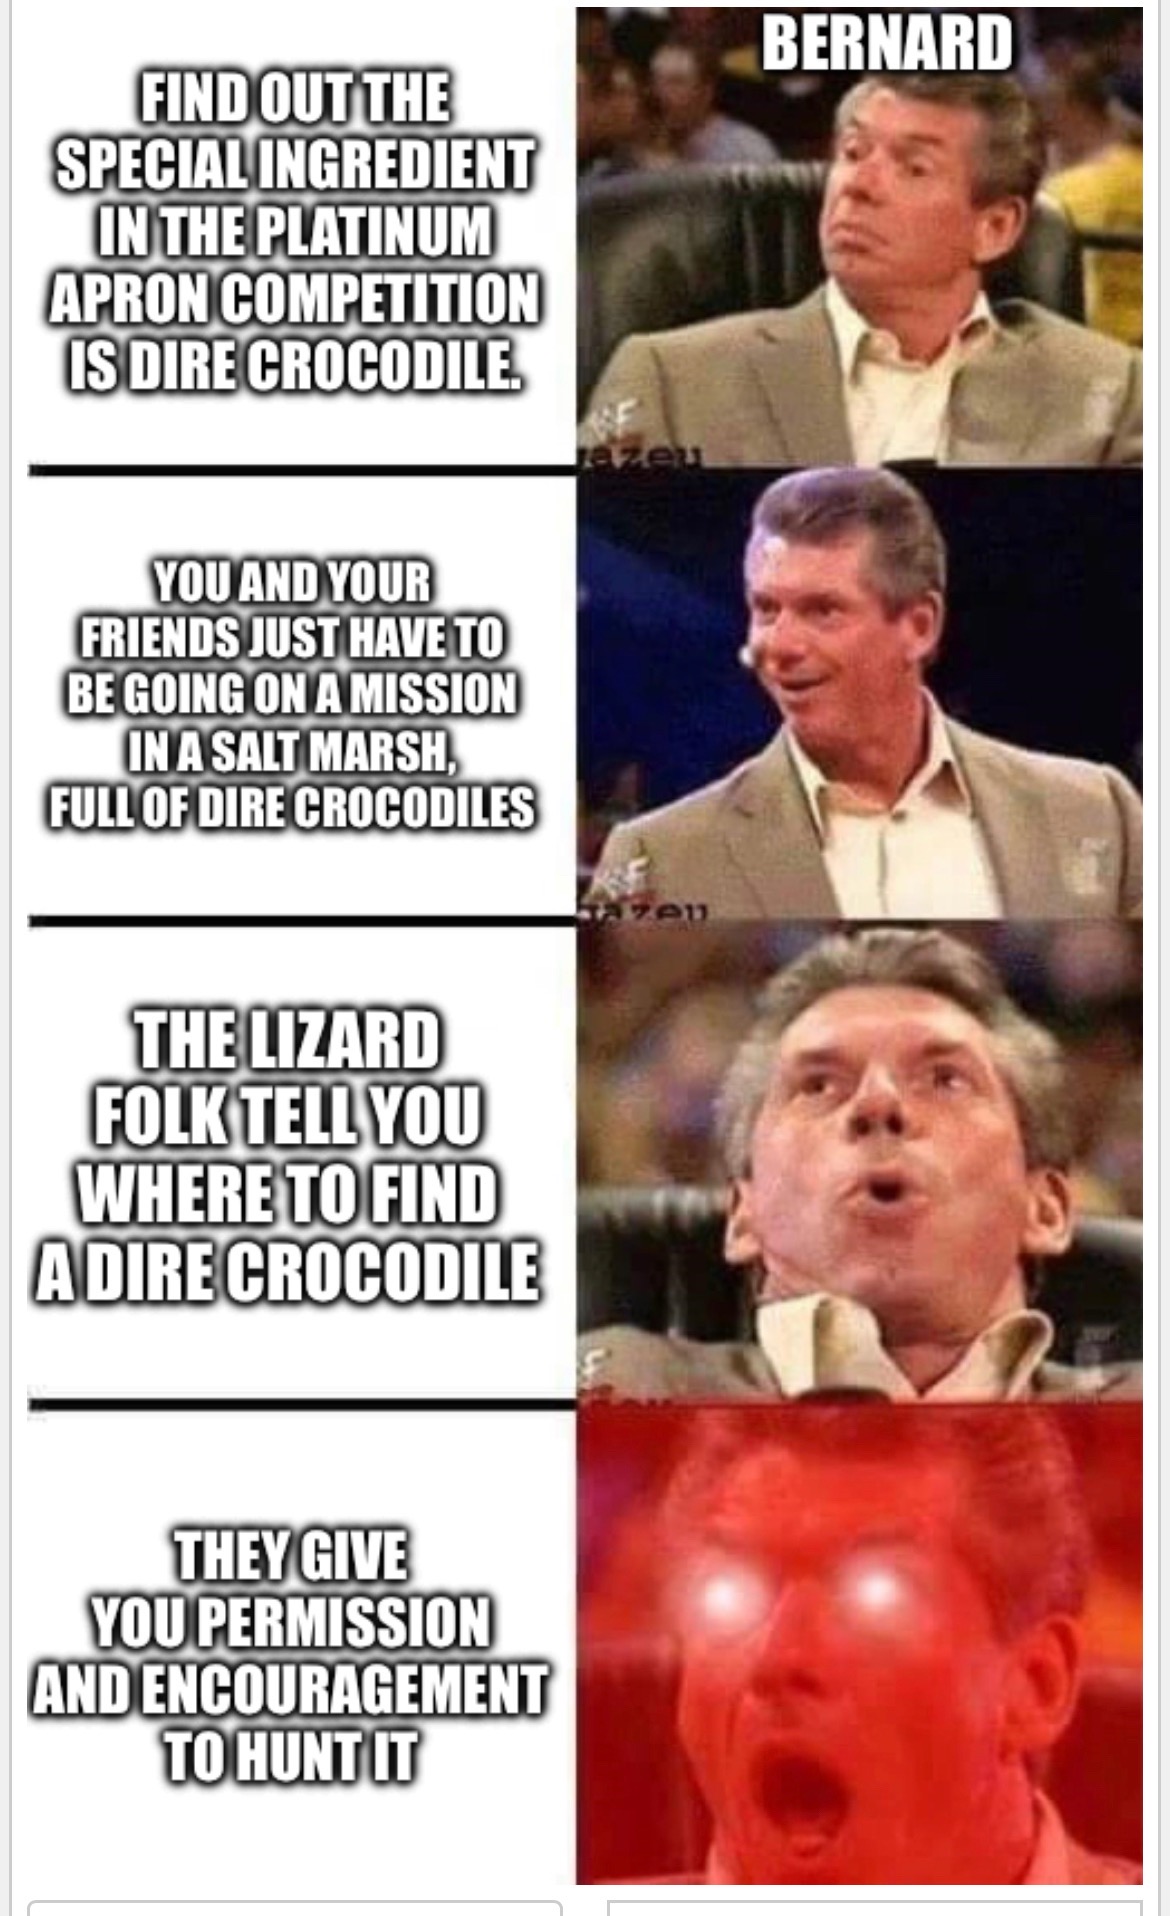 BERNARD
FIND OUT THE
SPECIAL INGREDIENT
IN THE PLATINUM
APRON COMPETITION
IS DIRE CROCODILE.
YOU AND YOUR
FRIENDS JUST HAVE TO
BE GOING ON A MISSION
IN A SALT MARSH,
FULL OF DIRE CROCODILES
THE LIZARD
FOLK TELL YOU
WHERE TO FIND
A DIRE CROCODILE
THEY GIVE
YOU PERMISSION
AND ENCOURAGEMENT
TO HUNT IT